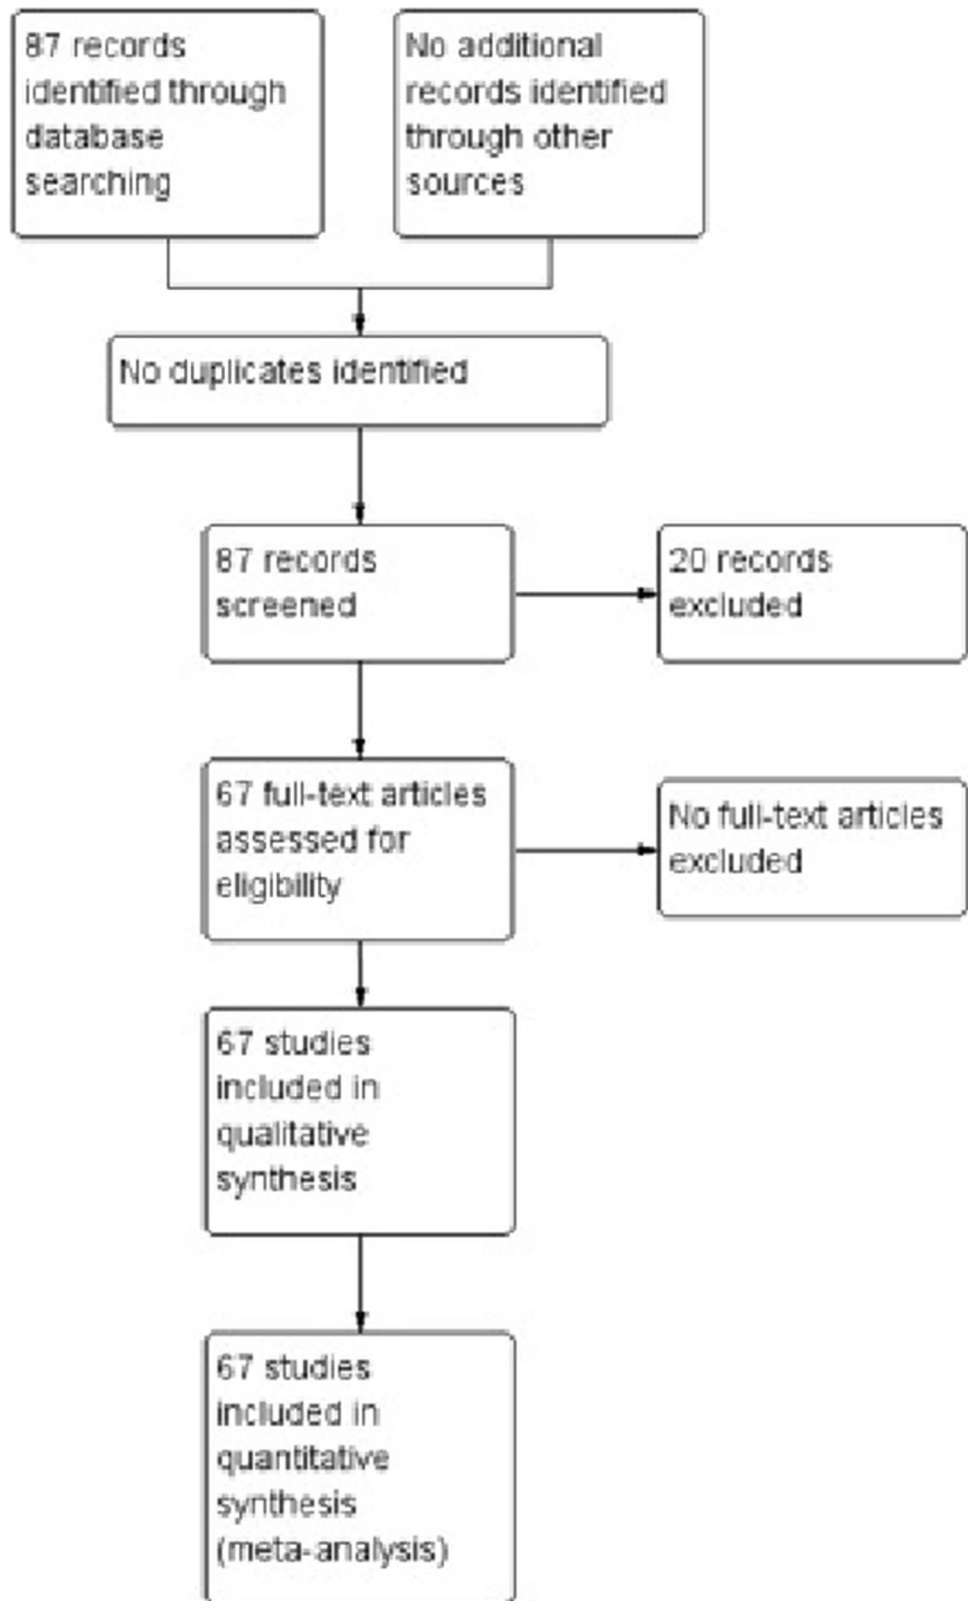 87 records
identified through
database
searching
No additional
records identified
through other
sources
No duplicates identified
87 records
screened
20 records
excluded
67 full-text articles
assessed for
eligibility
No full-text articles
excluded
67 studies
included in
qualitative
synthesis
67 studies
included in
quantitative
synthesis
(meta-analysis)